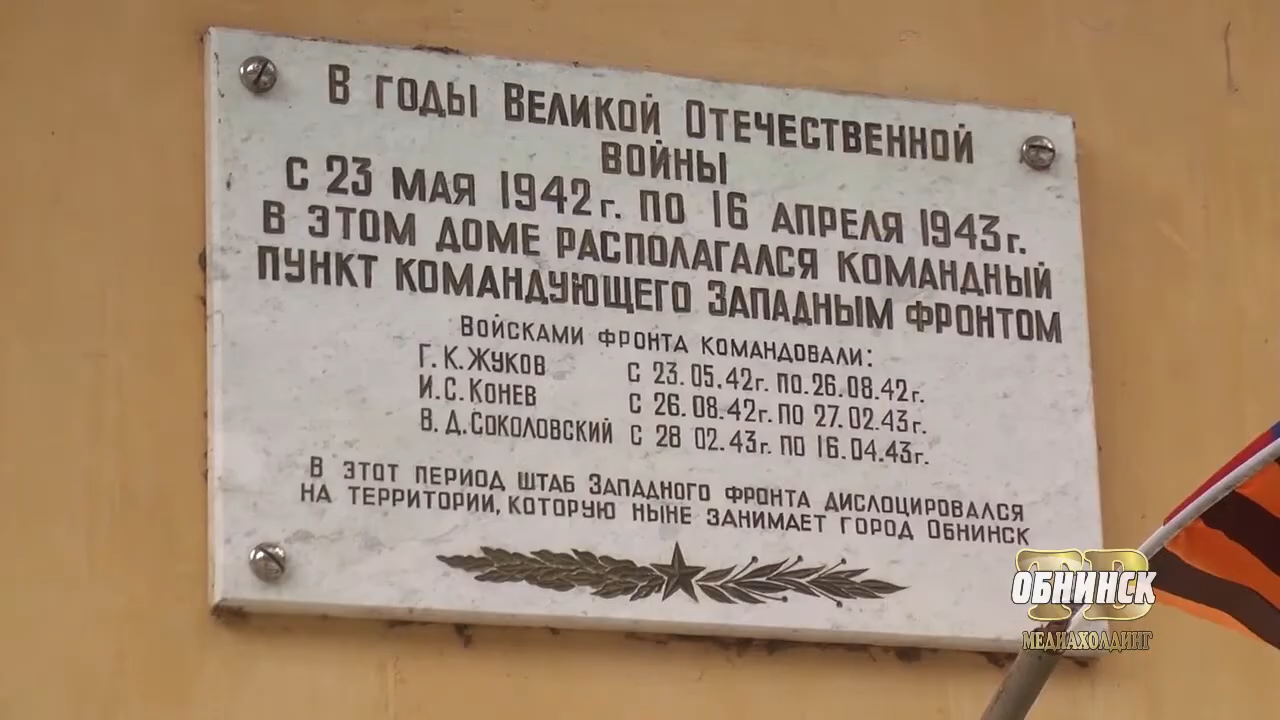 В ГОДЫ ВЕЛИКОЙ ОТЕЧЕСТВЕННОЙ
ВОЙНЫ
С 23 МАЯ 1942 г. ПО 16 АПРЕЛЯ 1943 г.
В ЭТОМ ДОМЕ РАСПОЛАГАЛСЯ КОМАНДНЫЙ
ПУНКТ КОМАНДУЮЩЕГО ЗАПАДНЫМ ФРОНТОМ
ВОЙСКАМИ ФРОНТА КОМАНДОВАЛИ:
Г. К. ЖУКОВ С 23.05.42г. ПО.26.08.42г.
И.С. КОНЕВ С 26.08.42г. ПО 27.02.43г.
В. Д. СОКОЛОВСКИЙ С 28 02.43г. ПО 16.04.43г.
В ЭТОТ ПЕРИОД ШТАБ ЗАПАДНОГО ФРОНТА ДИСЛОЦИРОВАЛСЯ
НА ТЕРРИТОРИИ, КОТОРУЮ НЫНЕ ЗАНИМАЕТ ГОРОД ОБНИНСК
ТВ
ОБНИНСК
МЕДИАХОЛДИНГ